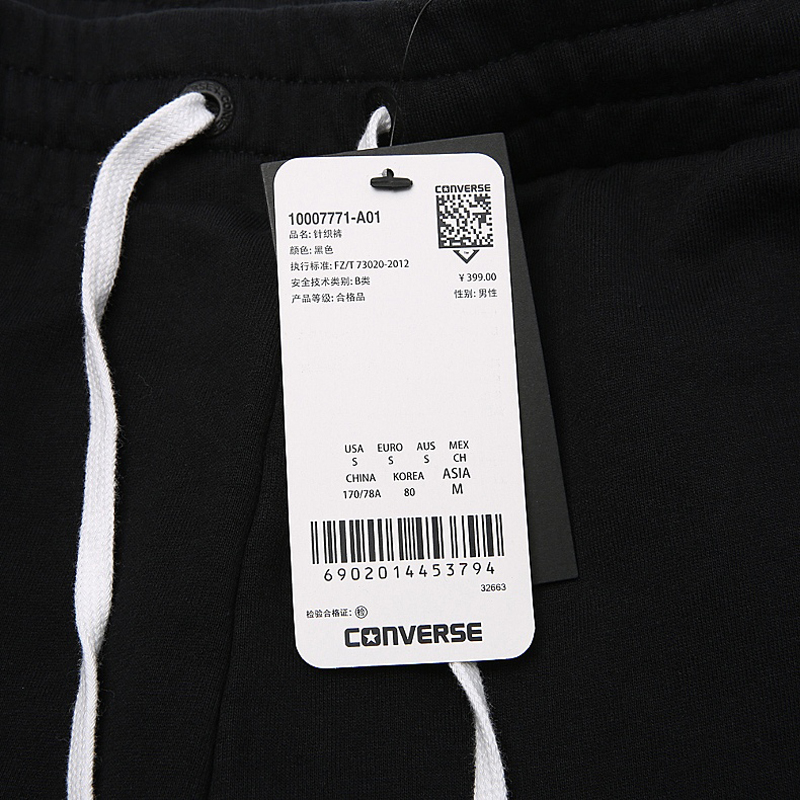 CONVERSE
10007771-A01
品名: 针织裤
颜色: 黑色
执行标准: FZ/T 73020-2012
安全技术类别: B类
产品等级: 合格品
¥ 399.00
性别: 男性
USA EURO AUS MEX
S S S CH
CHINA KOREA ASIA
170/78A 80 M
6902014453794
32663
检验合格证: 检
CONVERSE